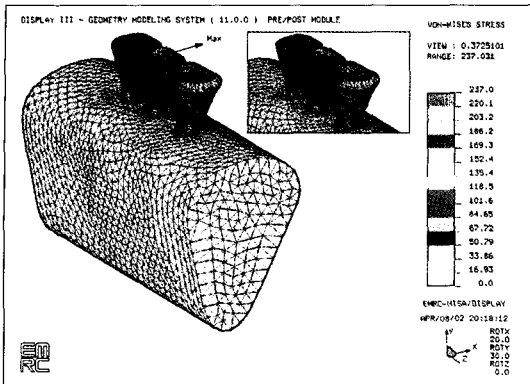 DISPLAY III - GEOMETRY MODELING SYSTEM ( 11.0.0 ) PRE/POST MODULE
VON-MISES STRESS
VIEW : 0.3725101
RANGE: 237.031
Max
237.0
220.1
203.2
186.2
169.3
152.4
135.4
118.5
101.6
84.65
67.72
50.79
33.86
16.93
0.0
EMRC-NISA/DISPLAY
APR/08/02 20:18:12
Y
X
Z
ROTX
20.0
ROTY
30.0
ROTZ
0.0
EMRC